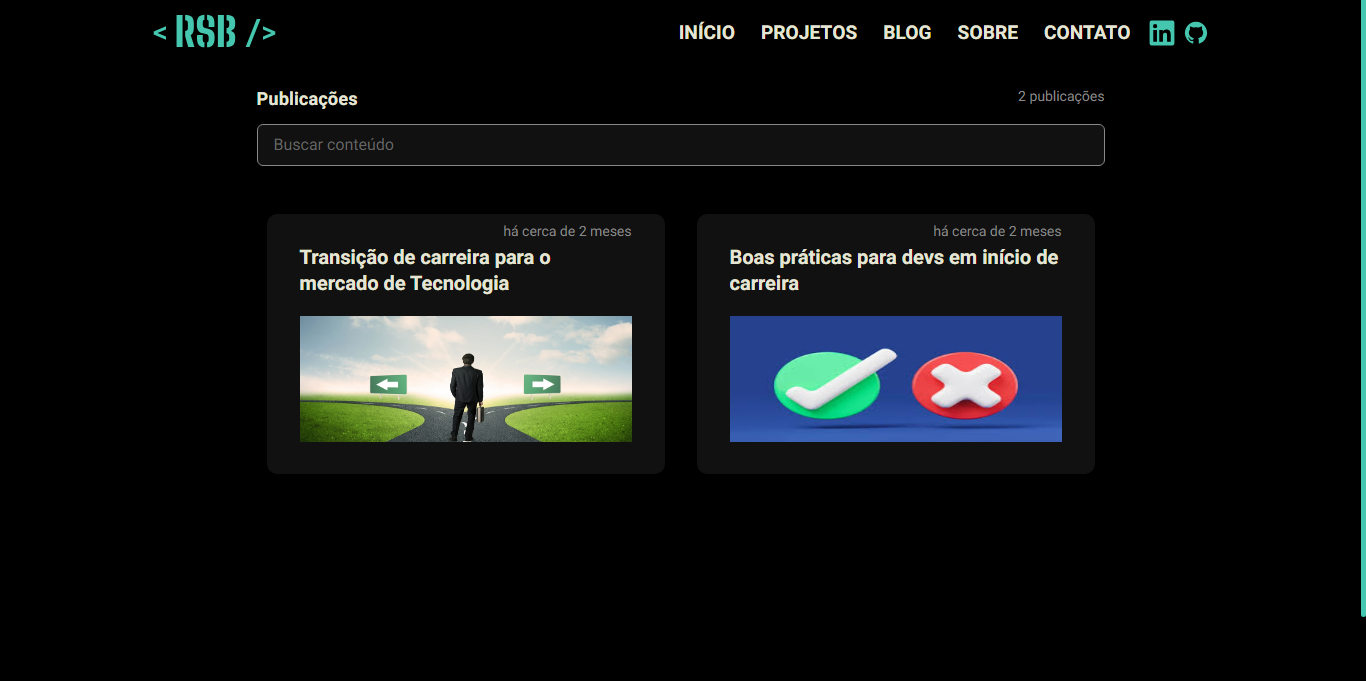 < RSB />
INÍCIO PROJETOS BLOG SOBRE CONTATO in
Publicações
2 publicações
Buscar conteúdo
há cerca de 2 meses
Transição de carreira para o
mercado de Tecnologia
há cerca de 2 meses
Boas práticas para devs em início de
carreira